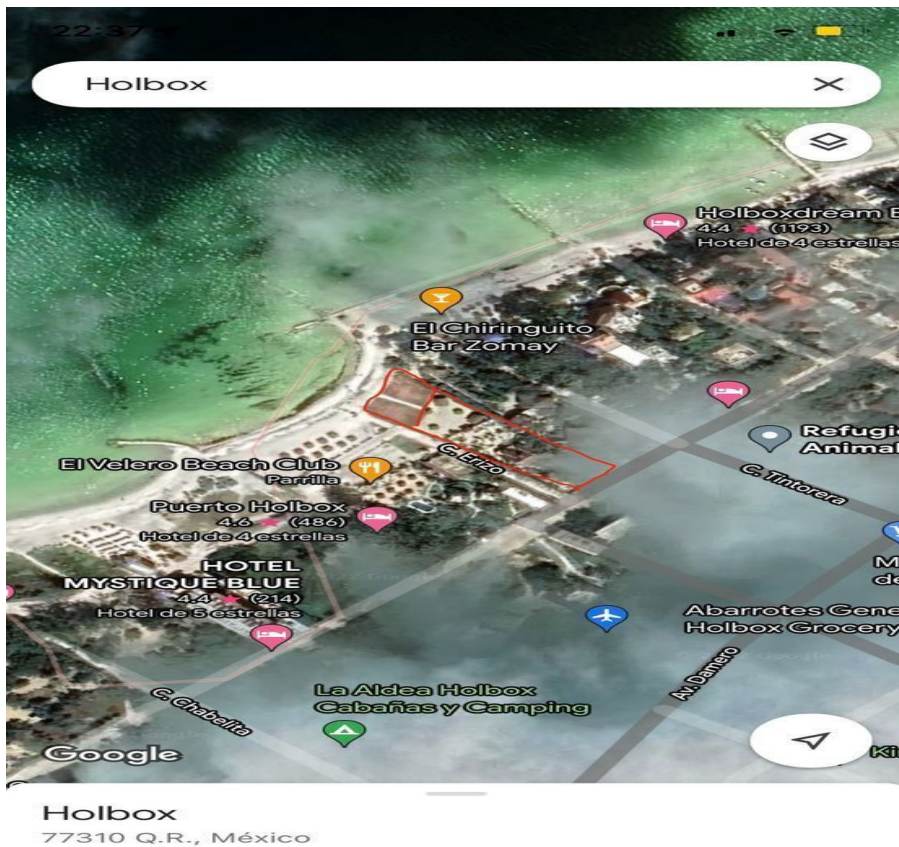 22:37
Holbox
Holboxdream B
4.4 ★ (1193)
Hotel de 4 estrellas
El Chiringuito
Bar Zomay
Refugio
Animal
C. Erizo
C. Tintorera
El Velero Beach Club
Parrilla
Puerto Holbox
4.6 ★ (486)
Hotel de 4 estrellas
HOTEL
MYSTIQUE BLUE
4.4 ★ (214)
Hotel de 5 estrellas
M
de
Abarrotes Gene
Holbox Grocery
Av. Damero
La Aldea Holbox
Cabañas y Camping
C. Chabelita
Google
Kin
Holbox
77310 Q.R., México